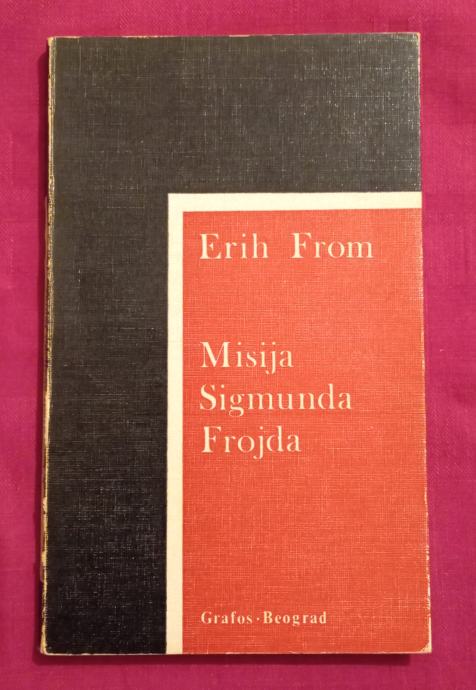 Erih From
Misija
Sigmunda
Frojda
Grafos · Beograd